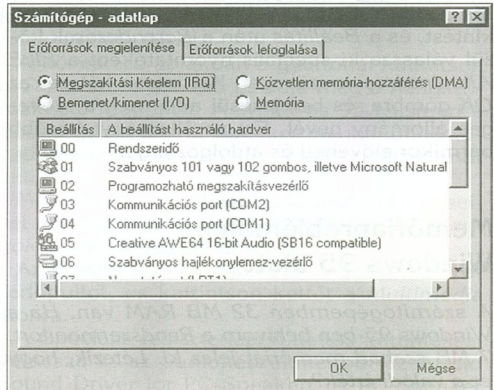 Számítógép - adatlap
Erőforrások megjelenítése Erőforrások lefoglalása
Megszakítási kérelem (IRQ) Közvetlen memória-hozzáférés (DMA)
Bemenet/kimenet (I/O) Memória
Beállítás A beállítást használó hardver
00 Rendszeridő
01 Szabványos 101 vagy 102 gombos, illetve Microsoft Natural
02 Programozható megszakításvezérlő
03 Kommunikációs port (COM2)
04 Kommunikációs port (COM1)
05 Creative AWE64 16-bit Audio (SB16 compatible)
06 Szabványos hajlékonylemez-vezérlő
OK Mégse